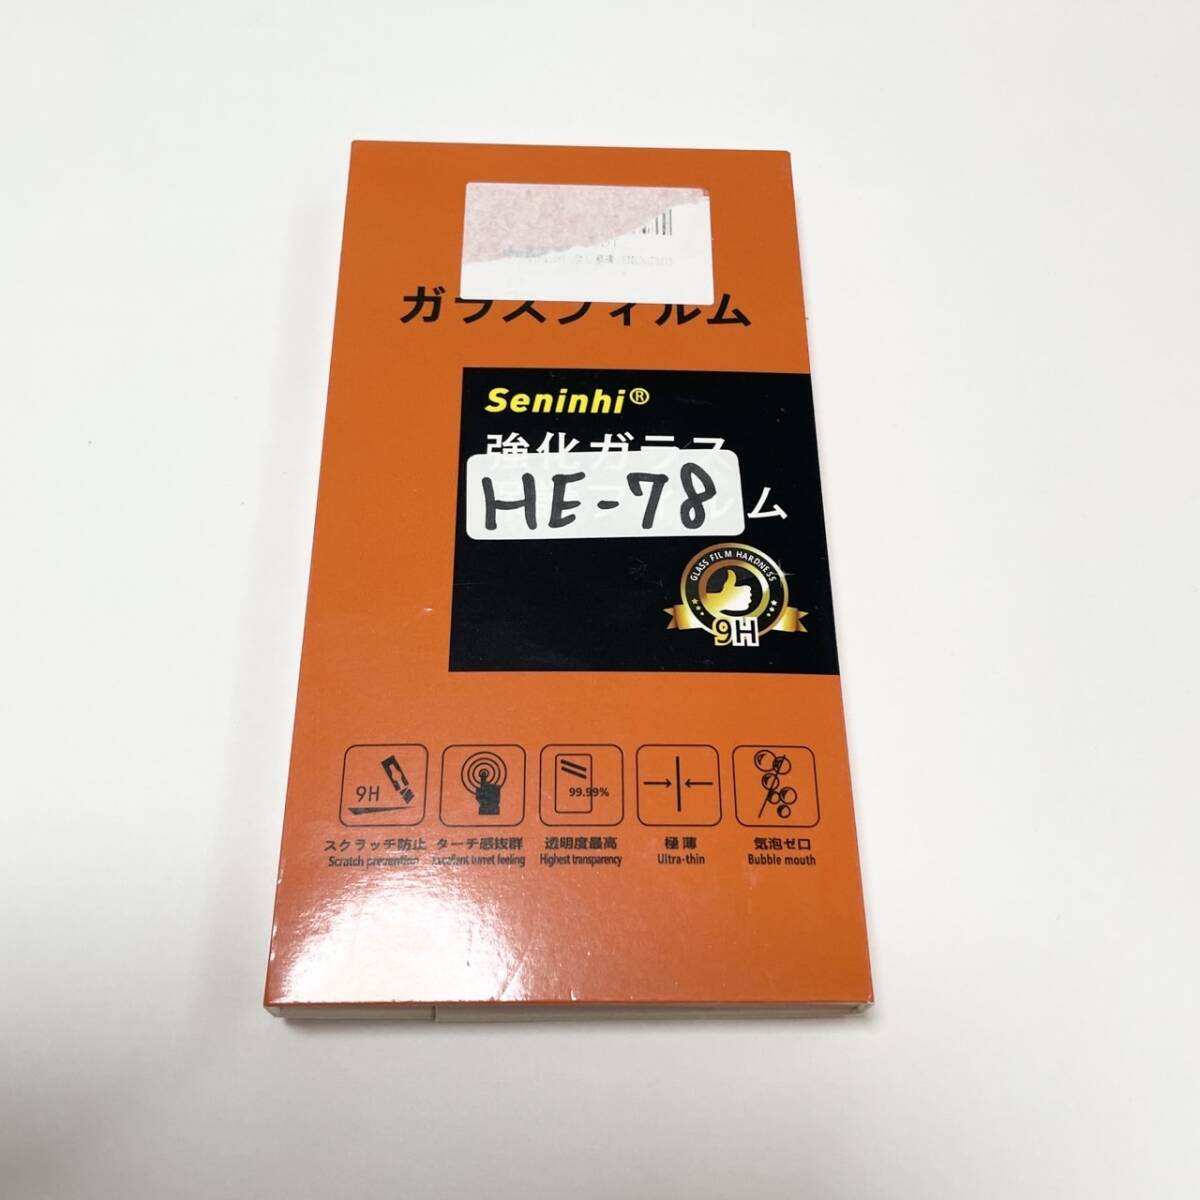 ガラスフィルム
Seninhi®
強化ガラス
HE-78
ム
GLASS FILM HARDNESS
9H
9H
99.99%
スクラッチ防止 ターチ感抜群 透明度最高 極薄 気泡ゼロ
Scratch prevention Excellent turret feeling Highest transparency Ultra-thin Bubble mouth